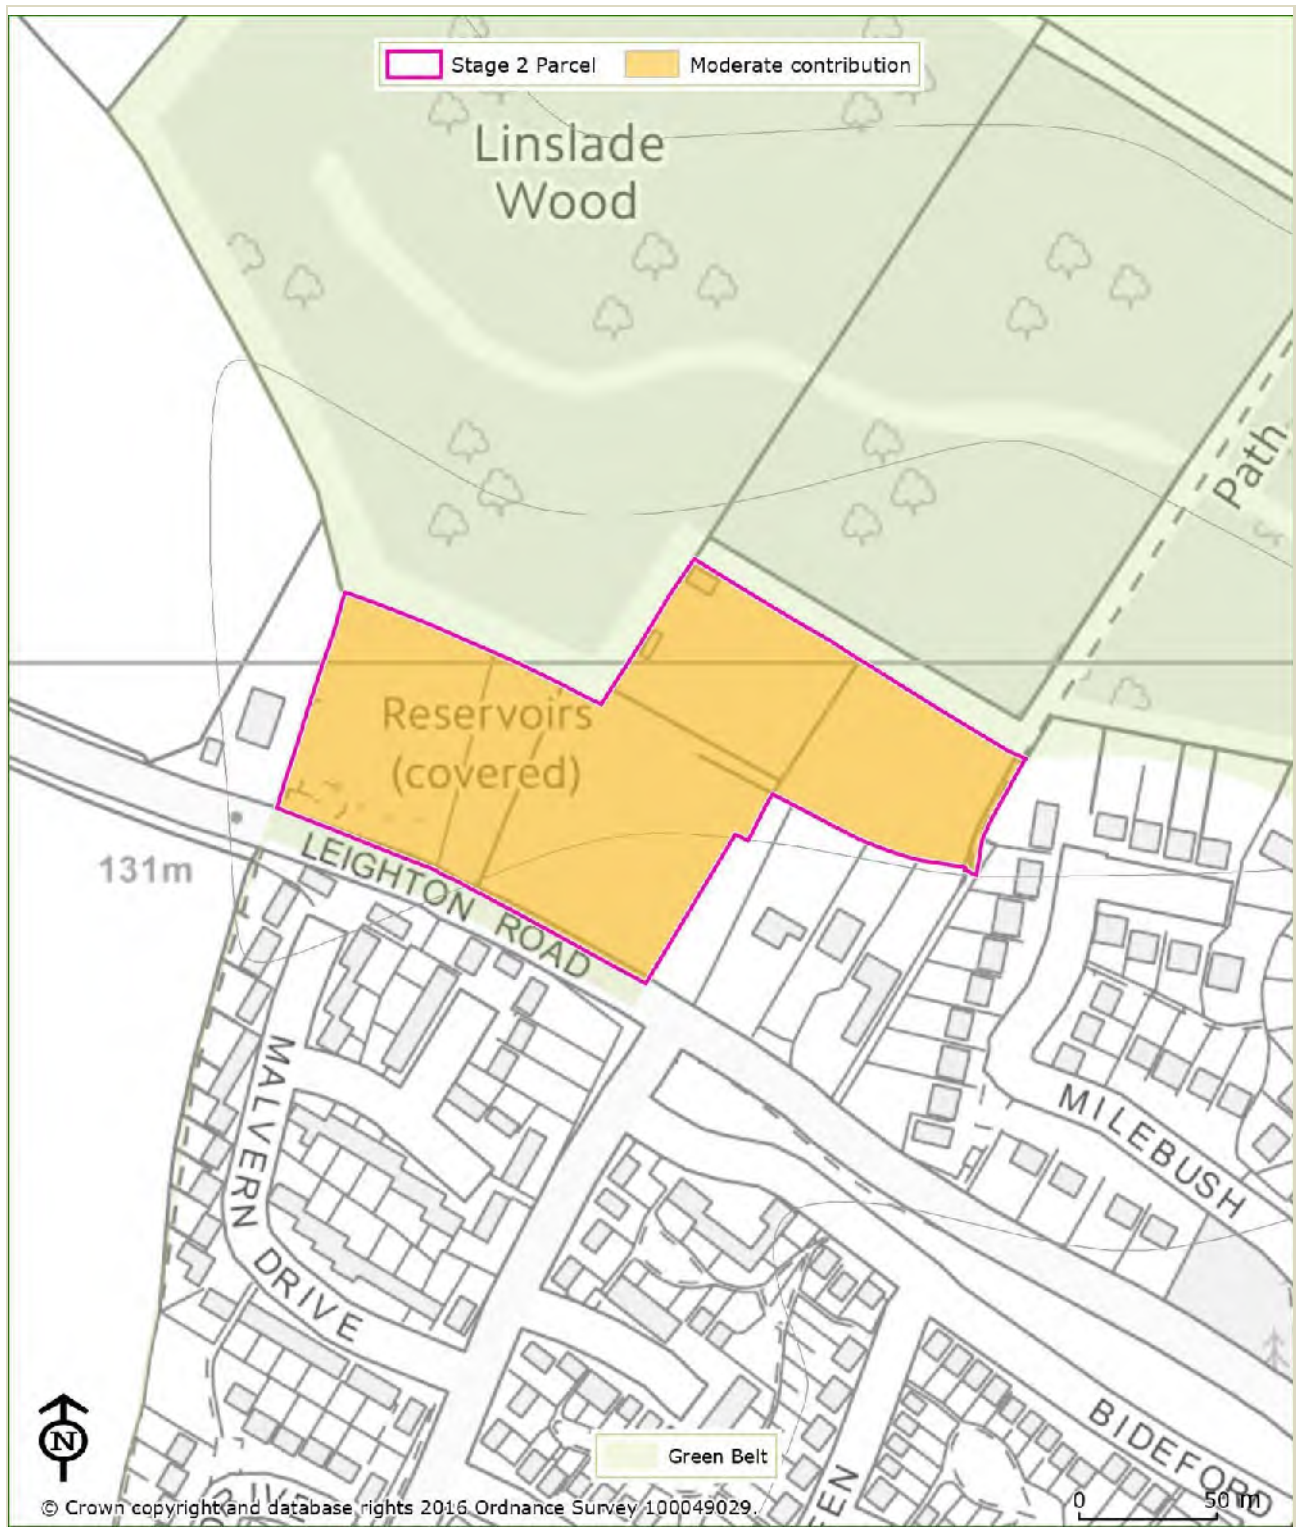 Stage 2 Parcel
Moderate contribution
Linslade
Wood
Path
Reservoirs
(covered)
LEIGHTON ROAD
131m
MALVERN DRIVE
MILEBUSH
BIDEFORD
Green Belt
N
© Crown copyright and database rights 2016 Ordnance Survey 100049029.
0 50 m